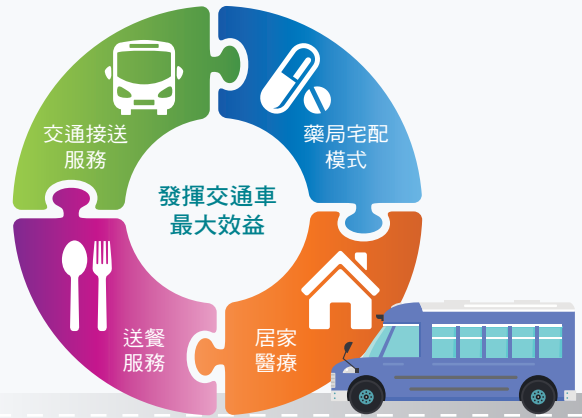 交通接送
服務
藥局宅配
模式
發揮交通車
最大效益
送餐
服務
居家
醫療